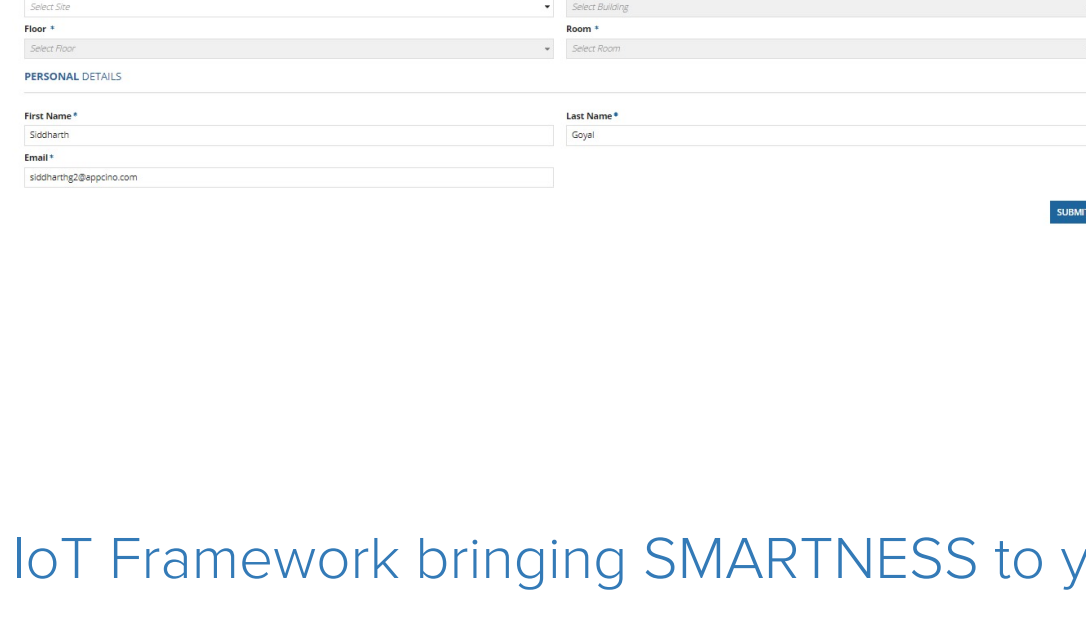 Select Site Select Building
Floor * Room *
Select Floor Select Room
PERSONAL DETAILS
First Name * Last Name *
Siddharth Goyal
Email *
siddharthg2@appcino.com
SUBMIT
IoT Framework bringing SMARTNESS to y